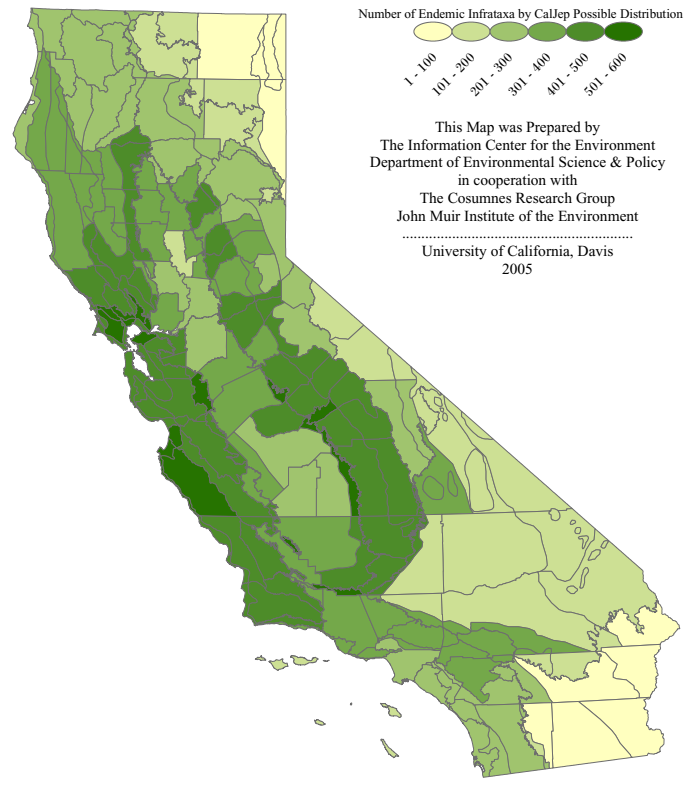 Number of Endemic Infrataxa by CalJep Possible Distribution
1 - 100
101 - 200
201 - 300
301 - 400
401 - 500
501 - 600
This Map was Prepared by
The Information Center for the Environment
Department of Environmental Science & Policy
in cooperation with
The Cosumnes Research Group
John Muir Institute of the Environment
............................................................
University of California, Davis
2005